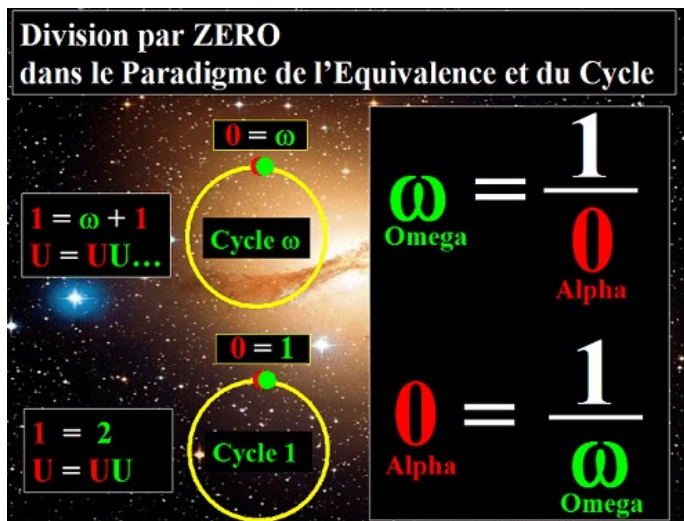 Division par ZERO
dans le Paradigme de l’Equivalence et du Cycle
0 = ω
1 = ω + 1
U = UU...
Cycle ω
0 = 1
1 = 2
U = UU
Cycle 1
ω = 1/0
Omega
Alpha
0 = 1/ω
Alpha
Omega